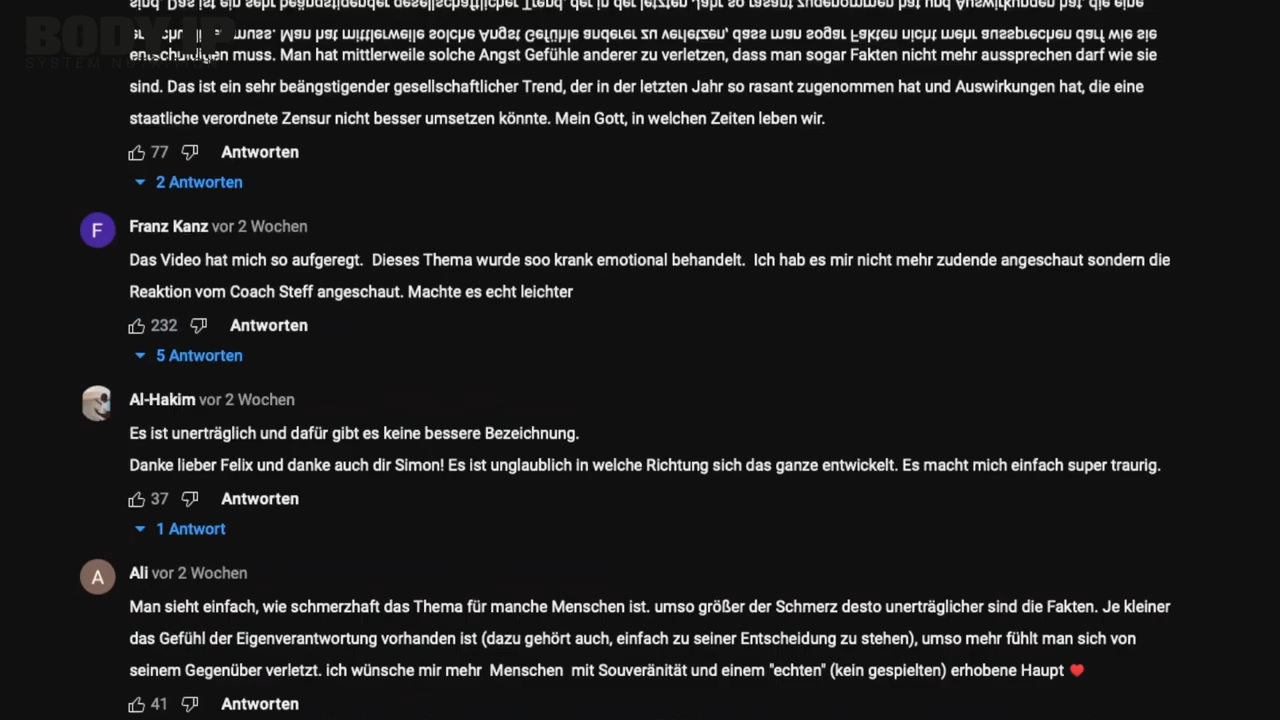 BODY IP
SYSTEM
muss. Man hat mittlerweile solche Angst Gefühle anderer zu verletzen, dass man sogar Fakten nicht mehr aussprechen darf wie sie
sind. Das ist ein sehr beängstigender gesellschaftlicher Trend, der in der letzten Jahr so rasant zugenommen hat und Auswirkungen hat, die eine
staatliche verordnete Zensur nicht besser umsetzen könnte. Mein Gott, in welchen Zeiten leben wir.
77 Antworten
2 Antworten
F
Franz Kanz vor 2 Wochen
Das Video hat mich so aufgeregt. Dieses Thema wurde soo krank emotional behandelt. Ich hab es mir nicht mehr zudende angeschaut sondern die
Reaktion vom Coach Steff angeschaut. Machte es echt leichter
232 Antworten
5 Antworten
Al-Hakim vor 2 Wochen
Es ist unerträglich und dafür gibt es keine bessere Bezeichnung.
Danke lieber Felix und danke auch dir Simon! Es ist unglaublich in welche Richtung sich das ganze entwickelt. Es macht mich einfach super traurig.
37 Antworten
1 Antwort
A
Ali vor 2 Wochen
Man sieht einfach, wie schmerzhaft das Thema für manche Menschen ist. umso größer der Schmerz desto unerträglicher sind die Fakten. Je kleiner
das Gefühl der Eigenverantwortung vorhanden ist (dazu gehört auch, einfach zu seiner Entscheidung zu stehen), umso mehr fühlt man sich von
seinem Gegenüber verletzt. ich wünsche mir mehr Menschen mit Souveränität und einem "echten" (kein gespielten) erhobene Haupt ♥
41 Antworten